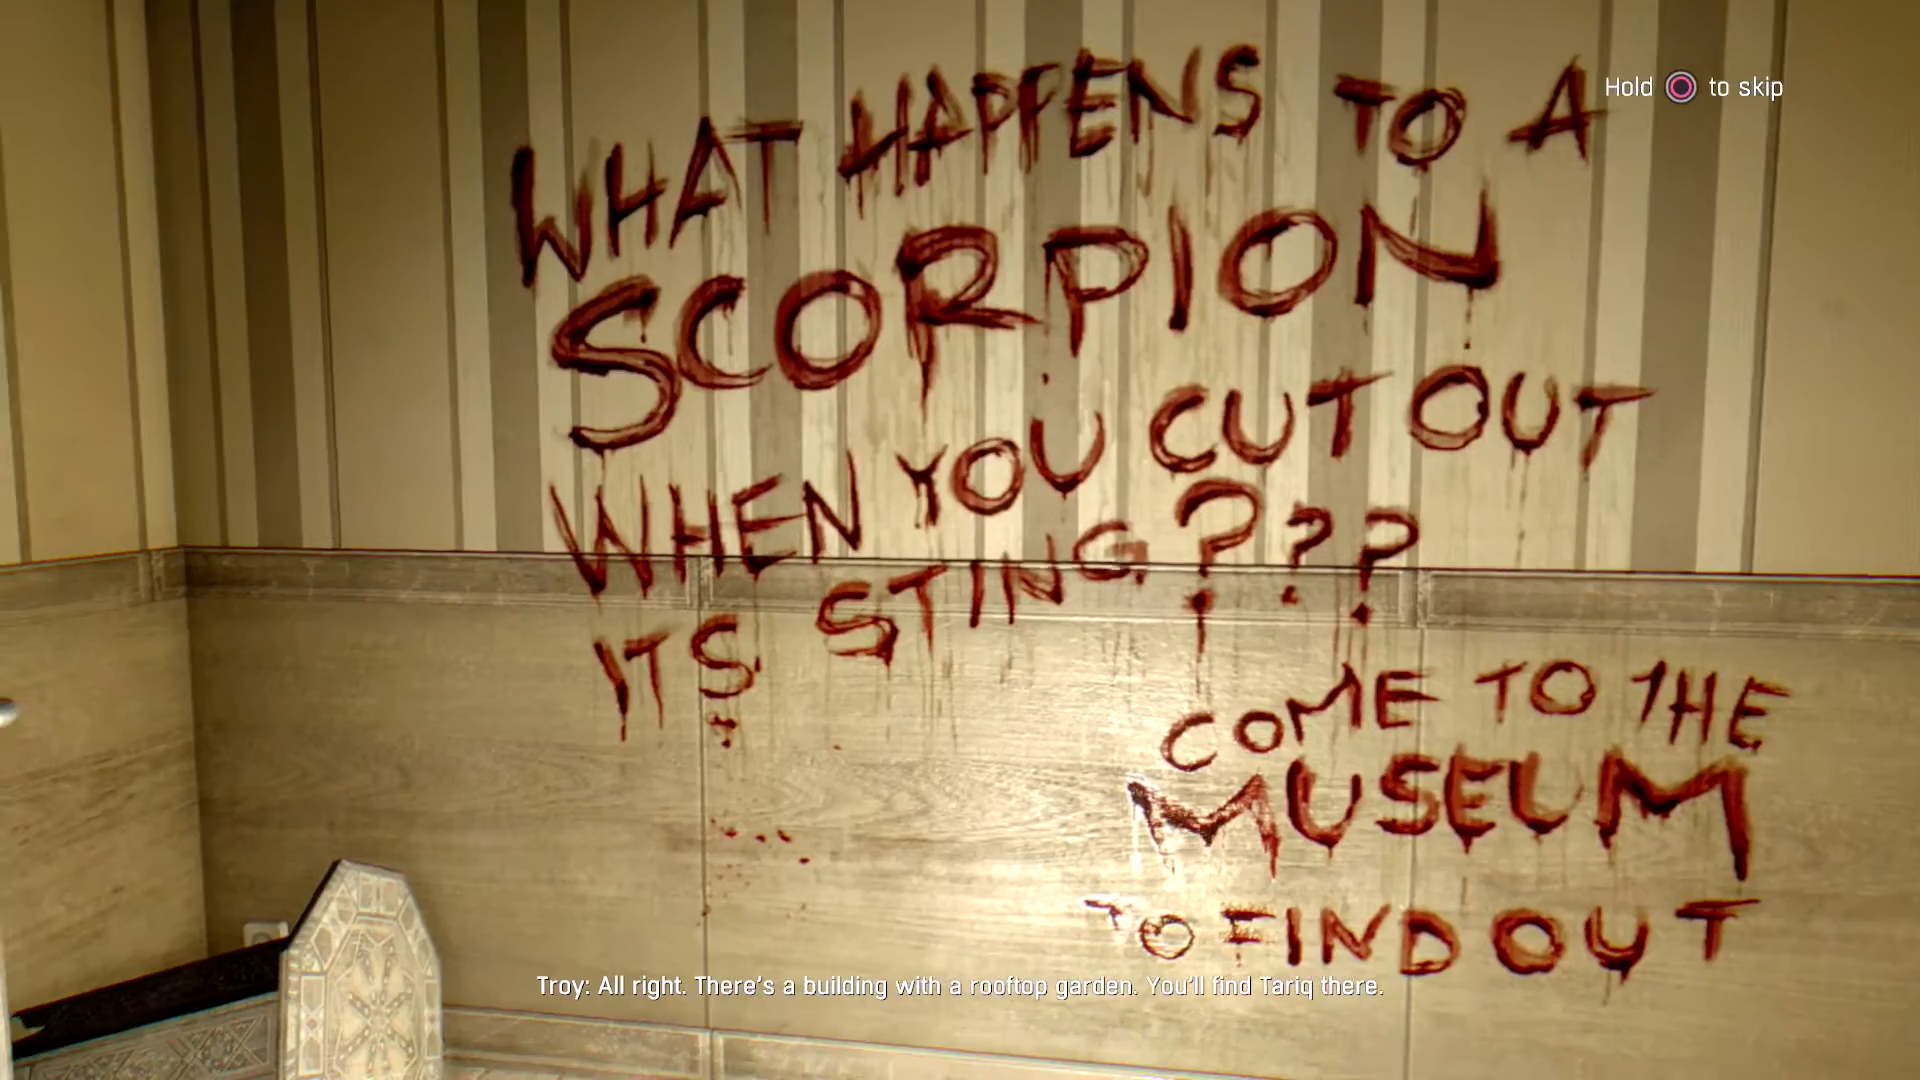 Hold to skip
WHAT HAPPENS TO A
SCORPION
WHEN YOU CUT OUT
ITS STING???
COME TO THE
MUSEUM
TO FIND OUT
Troy: All right. There's a building with a rooftop garden. You'll find Tariq there.